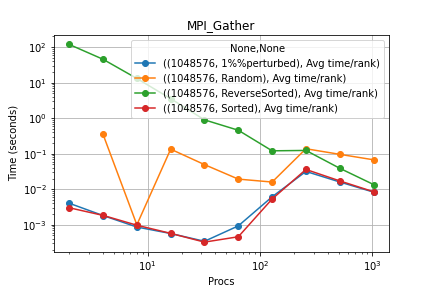 MPI_Gather
None,None
((1048576, 1%%perturbed), Avg time/rank)
((1048576, Random), Avg time/rank)
((1048576, ReverseSorted), Avg time/rank)
((1048576, Sorted), Avg time/rank)
Time (seconds)
10²
10¹
10⁰
10⁻¹
10⁻²
10⁻³
10¹ 10² 10³
Procs